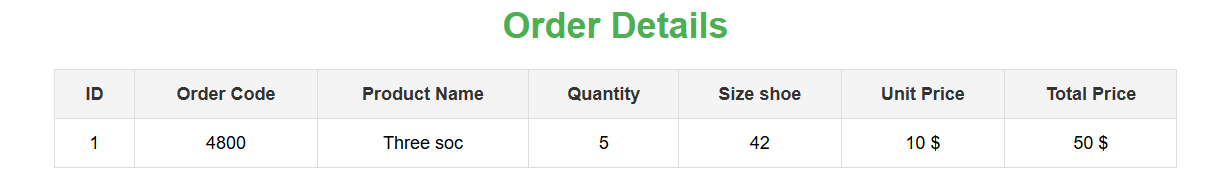 Order Details
ID Order Code Product Name Quantity Size shoe Unit Price Total Price
1 4800 Three soc 5 42 10 $ 50 $